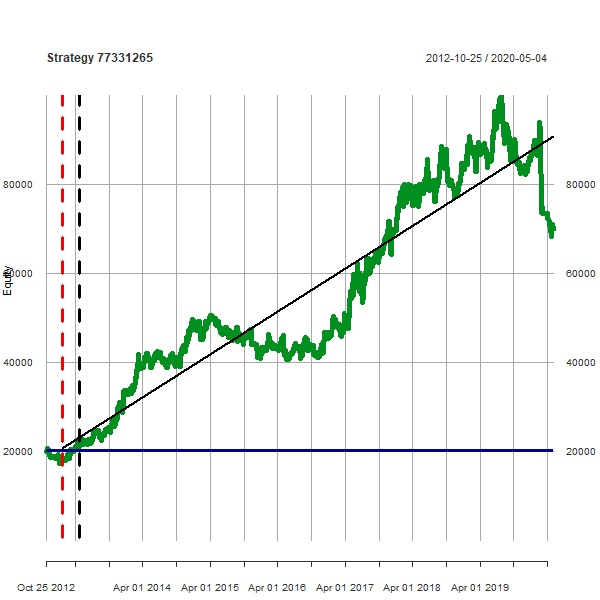 Strategy 77331265
2012-10-25 / 2020-05-04
80000
80000
Equity
60000
60000
40000
40000
20000
20000
Oct 25 2012
Apr 01 2014
Apr 01 2015
Apr 01 2016
Apr 01 2017
Apr 01 2018
Apr 01 2019